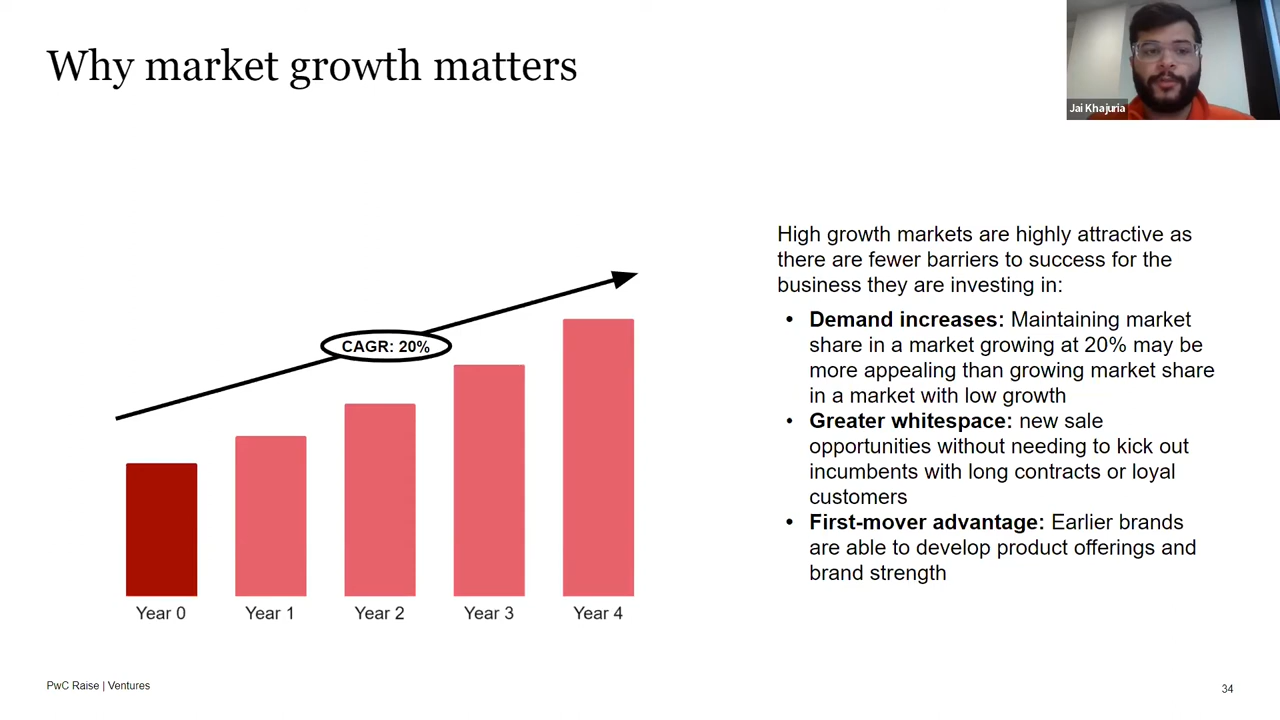 Why market growth matters
Jai Khajuria
CAGR: 20%
Year 0
Year 1
Year 2
Year 3
Year 4
High growth markets are highly attractive as
there are fewer barriers to success for the
business they are investing in:
• Demand increases: Maintaining market
share in a market growing at 20% may be
more appealing than growing market share
in a market with low growth
• Greater whitespace: new sale
opportunities without needing to kick out
incumbents with long contracts or loyal
customers
• First-mover advantage: Earlier brands
are able to develop product offerings and
brand strength
PwC Raise | Ventures
34